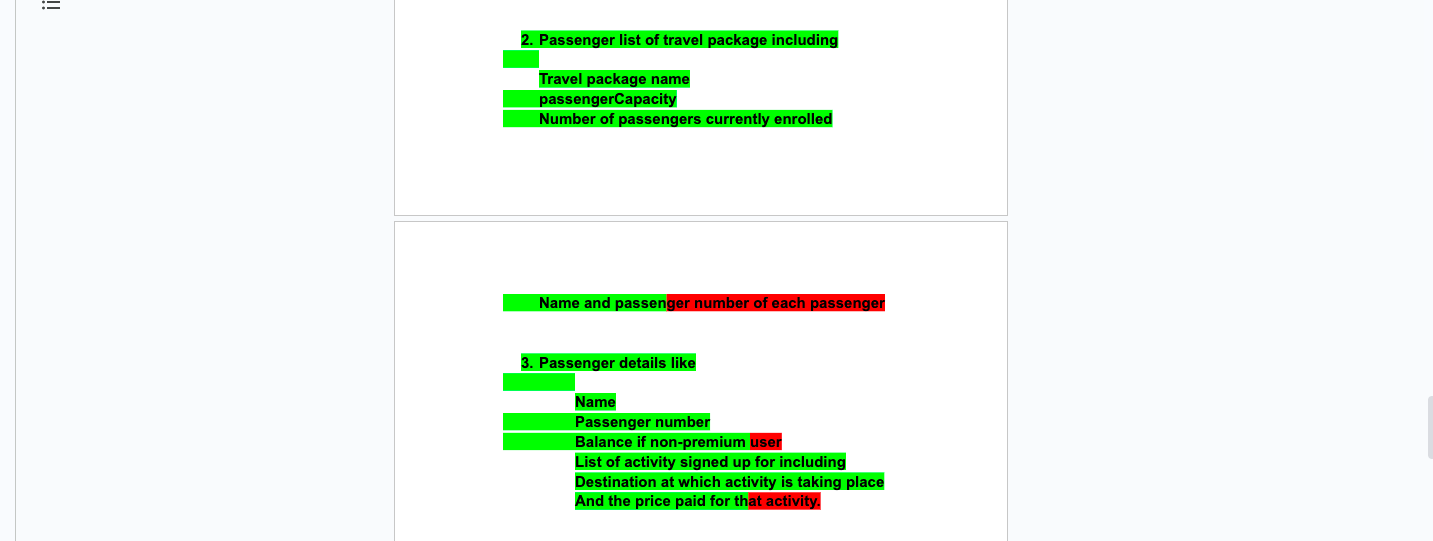 2. Passenger list of travel package including
Travel package name
passengerCapacity
Number of passengers currently enrolled
Name and passenger number of each passenger
3. Passenger details like
Name
Passenger number
Balance if non-premium user
List of activity signed up for including
Destination at which activity is taking place
And the price paid for that activity.